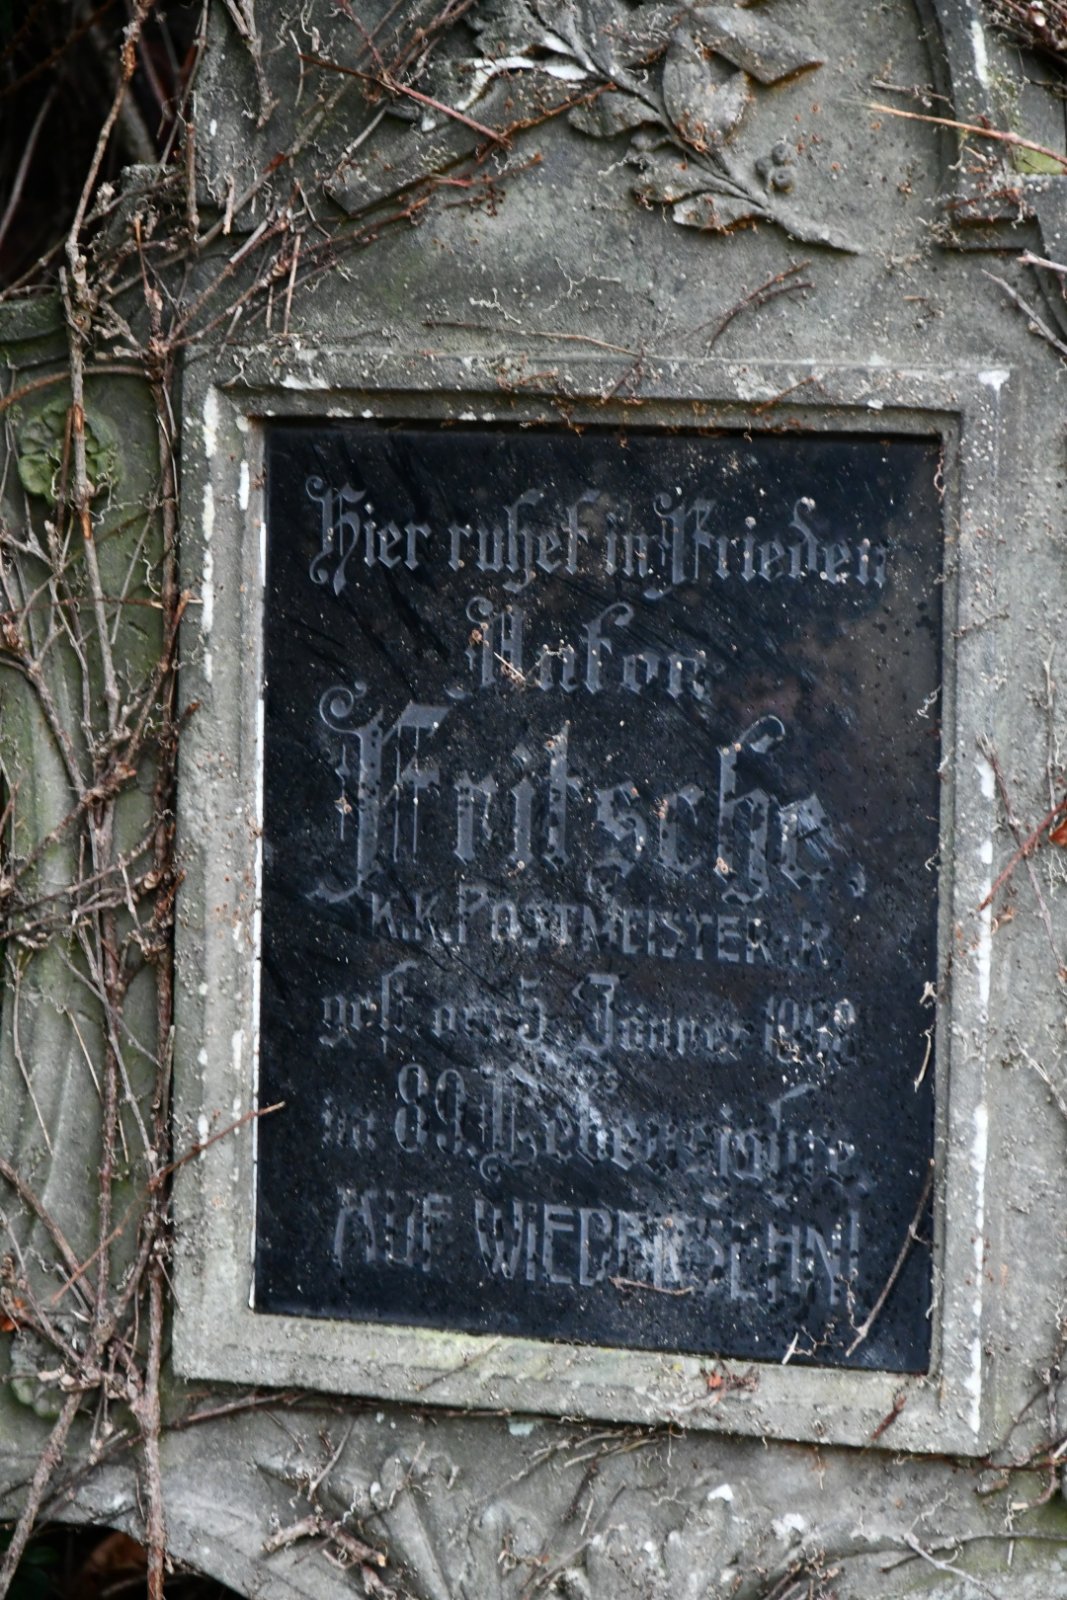 Hier ruhet in Frieden
Anton
Fritsche,
K.K. POSTMEISTER i.R.
gest. am 5. Jänner
im 89. Lebensjahre.
AUF WIEDERSEHN!